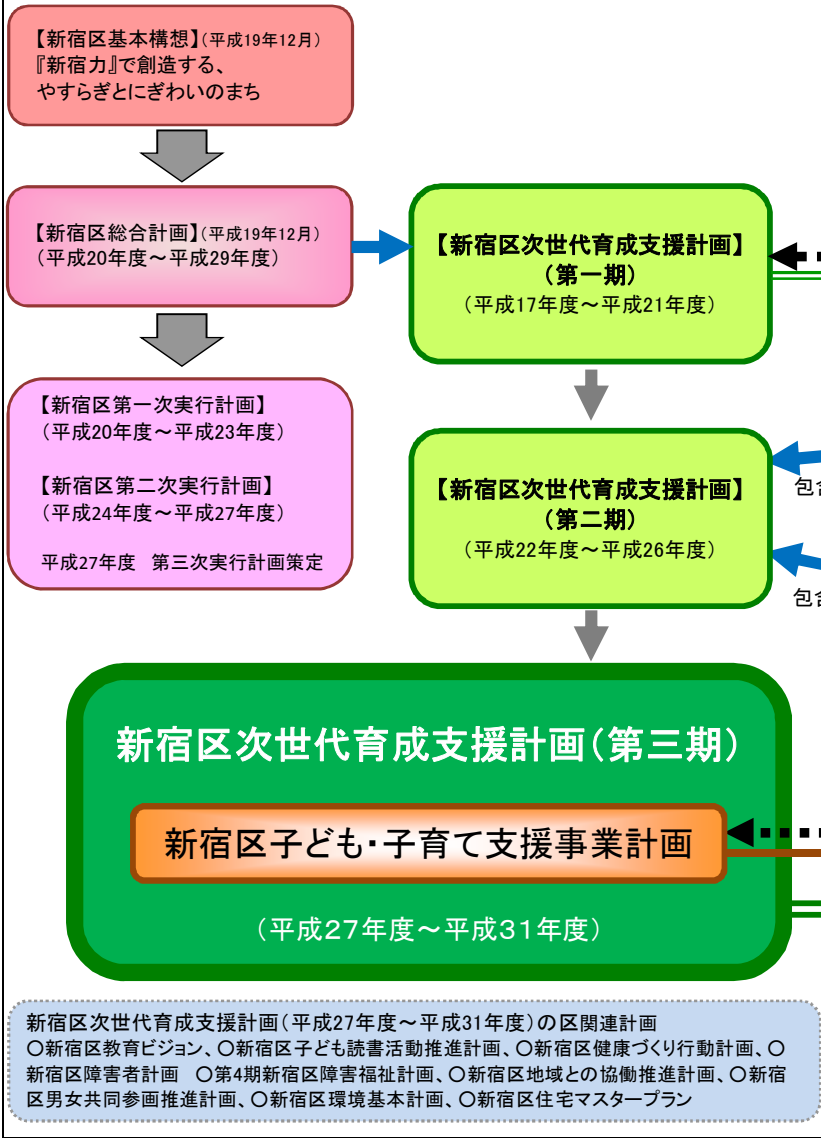 【新宿区基本構想】(平成19年12月)
『新宿力』で創造する、
やすらぎとにぎわいのまち
【新宿区総合計画】(平成19年12月)
(平成20年度～平成29年度)
【新宿区第一次実行計画】
(平成20年度～平成23年度)
【新宿区第二次実行計画】
(平成24年度～平成27年度)
平成27年度　第三次実行計画策定
【新宿区次世代育成支援計画】
(第一期)
(平成17年度～平成21年度)
【新宿区次世代育成支援計画】
(第二期)
(平成22年度～平成26年度)
包
包
新宿区次世代育成支援計画(第三期)
新宿区子ども・子育て支援事業計画
(平成27年度～平成31年度)
新宿区次世代育成支援計画(平成27年度～平成31年度)の区関連計画
○新宿区教育ビジョン、○新宿区子ども読書活動推進計画、○新宿区健康づくり行動計画、○
新宿区障害者計画　○第4期新宿区障害福祉計画、○新宿区地域との協働推進計画、○新宿
区男女共同参画推進計画、○新宿区環境基本計画、○新宿区住宅マスタープラン